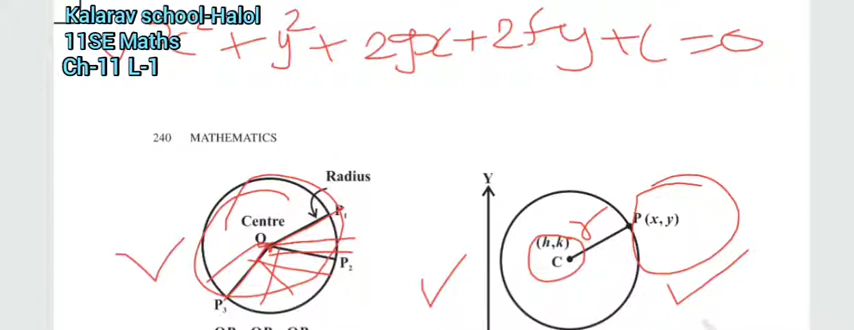 Kalarav school-Halol
11SE Maths
Ch-11 L-1
x² + y² + 2gx + 2fy + c = 0
240 MATHEMATICS
Radius
Centre
O
P₁
P₂
P₃
Y
P (x, y)
r
(h, k)
C